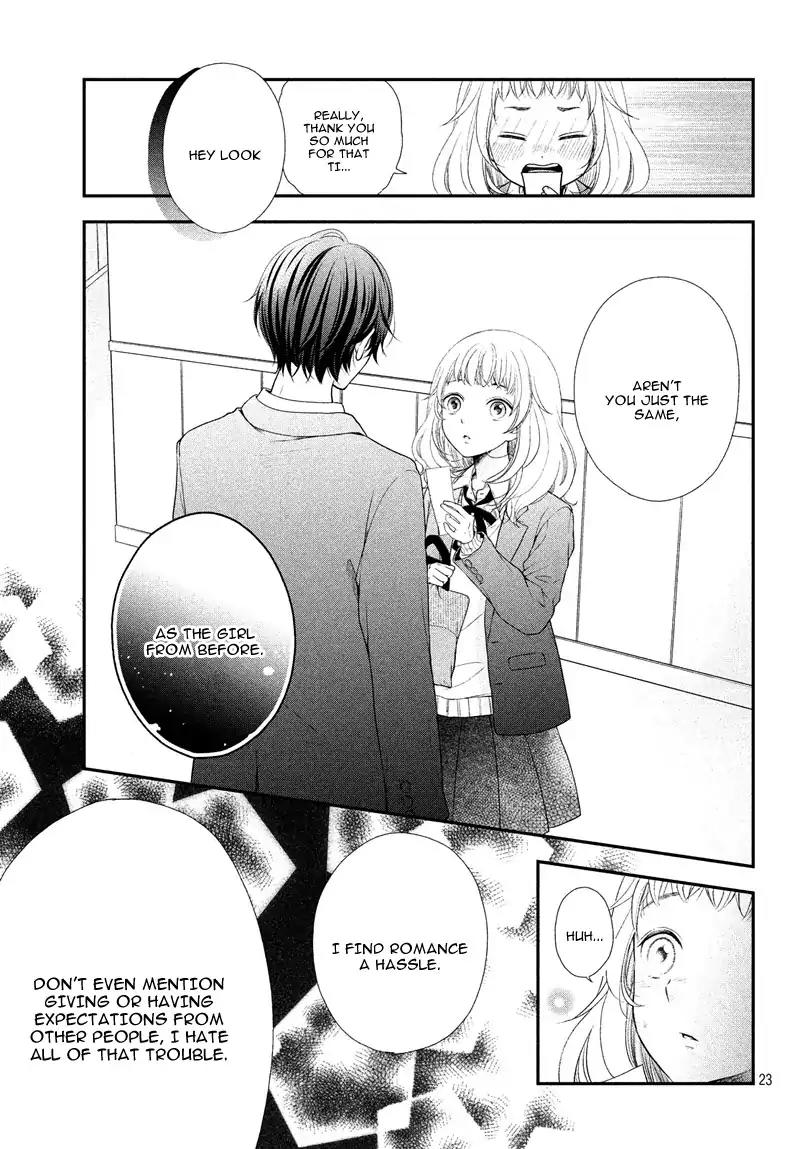 REALLY,
THANK YOU
SO MUCH
FOR THAT
TI...
HEY LOOK
AREN'T
YOU JUST THE
SAME,
AS THE GIRL
FROM BEFORE.
HUH...
I FIND ROMANCE
A HASSLE.
DON'T EVEN MENTION
GIVING OR HAVING
EXPECTATIONS FROM
OTHER PEOPLE, I HATE
ALL OF THAT TROUBLE.
23